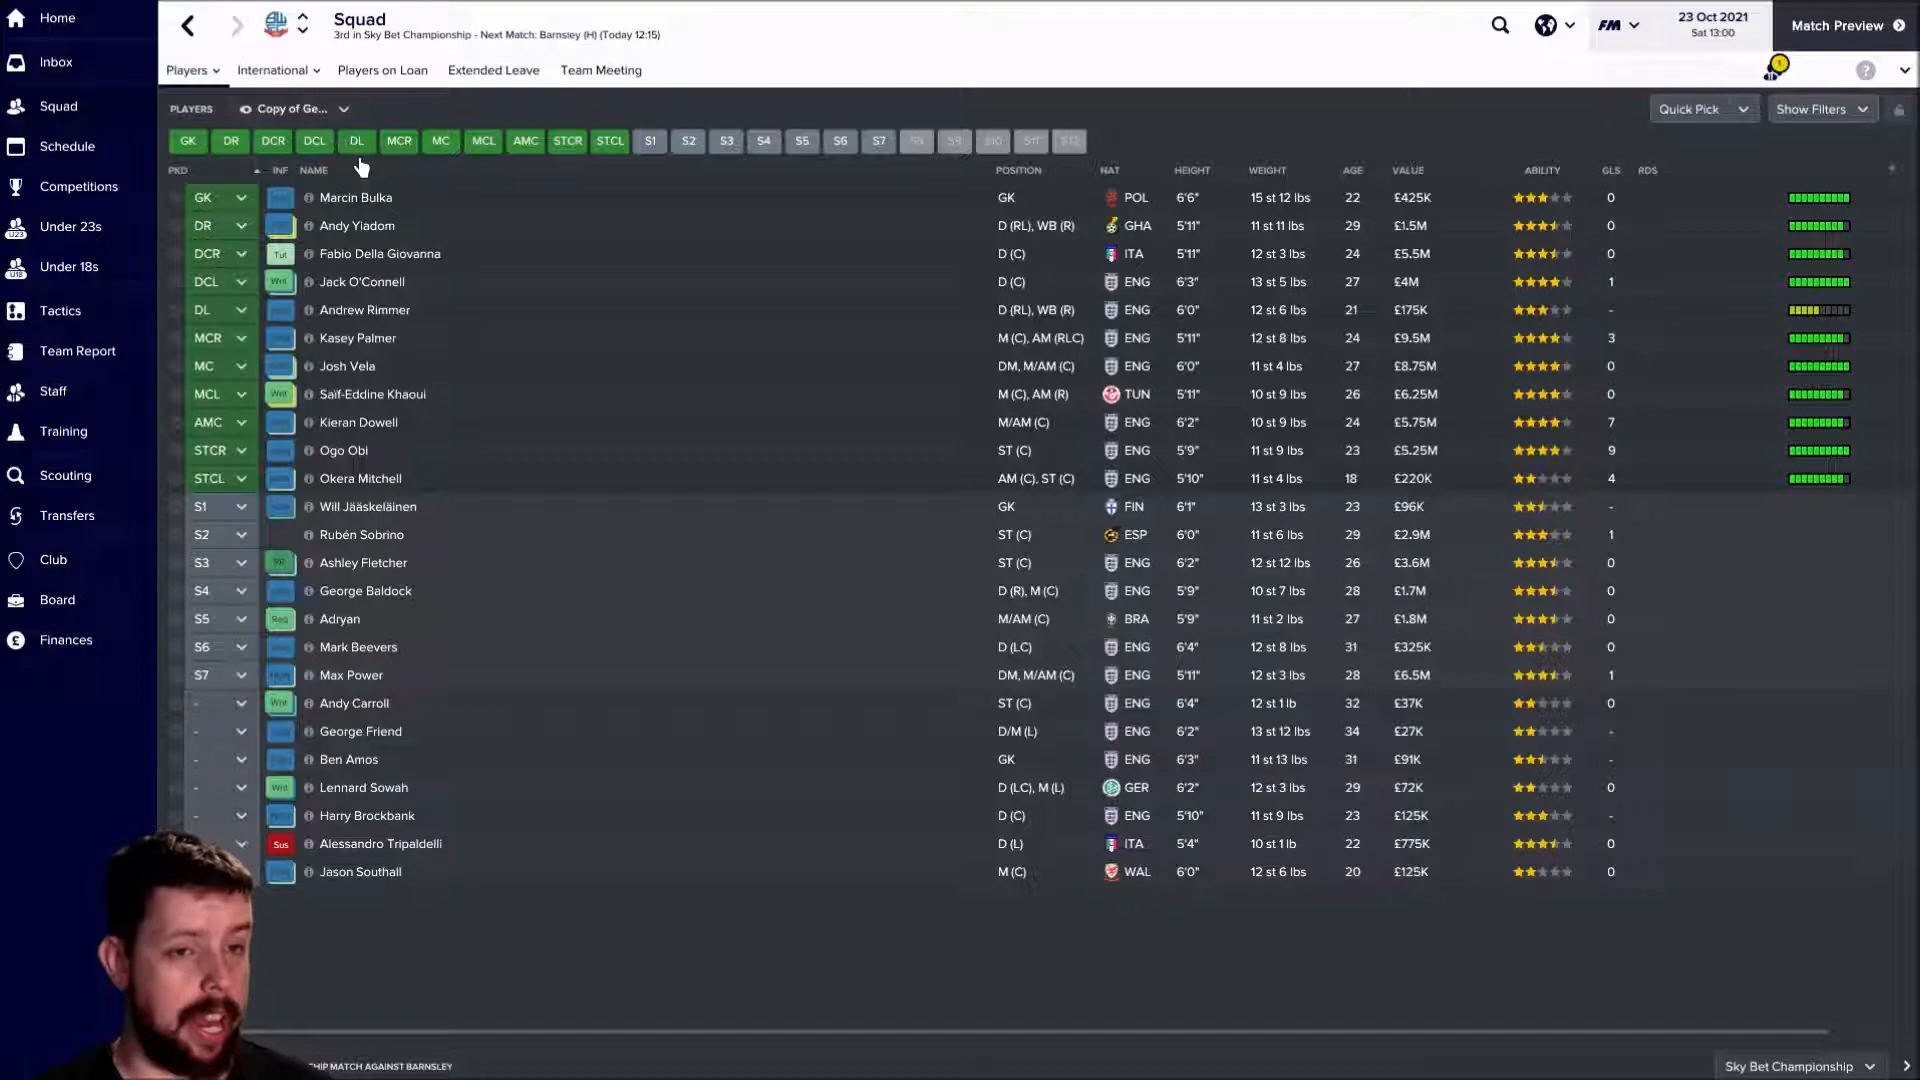 Home
Squad
3rd in Sky Bet Championship - Next Match: Barnsley (H) (Today 12:15)
FM
23 Oct 2021
Sat 13:00
Match Preview
Inbox
Players International Players on Loan Extended Leave Team Meeting
1
?
Squad
PLAYERS Copy of Ge... Quick Pick Show Filters
GK DR DCR DCL DL MCR MC MCL AMC STCR STCL S1 S2 S3 S4 S5 S6 S7 S8 S9 S10 S11 S12
Schedule
PKD INF NAME POSITION NAT HEIGHT WEIGHT AGE VALUE ABILITY GLS RDS
Competitions
GK Marcin Bulka GK POL 6'6" 15 st 12 lbs 22 £425K 0
Under 23s
DR Andy Yiadom D (RL), WB (R) GHA 5'11" 11 st 11 lbs 29 £1.5M 0
DCR Tut Fabio Della Giovanna D (C) ITA 5'11" 12 st 3 lbs 24 £5.5M 0
Under 18s
DCL Wnt Jack O'Connell D (C) ENG 6'3" 13 st 5 lbs 27 £4M 1
Tactics
DL Andrew Rimmer D (RL), WB (R) ENG 6'0" 12 st 6 lbs 21 £175K -
MCR Kasey Palmer M (C), AM (RLC) ENG 5'11" 12 st 8 lbs 24 £9.5M 3
Team Report
MC Josh Vela DM, M/AM (C) ENG 6'0" 11 st 4 lbs 27 £8.75M 0
Staff
MCL Wnt Saïf-Eddine Khaoui M (C), AM (R) TUN 5'11" 10 st 9 lbs 26 £6.25M 0
AMC Kieran Dowell M/AM (C) ENG 6'2" 10 st 9 lbs 24 £5.75M 7
Training
STCR Ogo Obi ST (C) ENG 5'9" 11 st 9 lbs 23 £5.25M 9
Scouting
STCL Okera Mitchell AM (C), ST (C) ENG 5'10" 11 st 4 lbs 18 £220K 4
S1 Will Jääskeläinen GK FIN 6'1" 13 st 3 lbs 23 £96K -
Transfers
S2 Rubén Sobrino ST (C) ESP 6'0" 11 st 6 lbs 29 £2.9M 1
Club
S3 PR Ashley Fletcher ST (C) ENG 6'2" 12 st 12 lbs 26 £3.6M 0
S4 George Baldock D (R), M (C) ENG 5'9" 10 st 7 lbs 28 £1.7M 0
Board
S5 Req Adryan M/AM (C) BRA 5'9" 11 st 2 lbs 27 £1.8M 0
Finances
S6 Mark Beevers D (LC) ENG 6'4" 12 st 8 lbs 31 £325K 0
S7 Max Power DM, M/AM (C) ENG 5'11" 12 st 3 lbs 28 £6.5M 1
- Wnt Andy Carroll ST (C) ENG 6'4" 12 st 1 lb 32 £37K 0
- George Friend D/M (L) ENG 6'2" 13 st 12 lbs 34 £27K -
- Ben Amos GK ENG 6'3" 11 st 13 lbs 31 £91K -
- Wnt Lennard Sowah D (LC), M (L) GER 6'2" 12 st 3 lbs 29 £72K 0
- Harry Brockbank D (C) ENG 5'10" 11 st 9 lbs 23 £125K -
Sus Alessandro Tripaldelli D (L) ITA 5'4" 10 st 1 lb 22 £775K 0
Jason Southall M (C) WAL 6'0" 12 st 6 lbs 20 £125K 0
HIP MATCH AGAINST BARNSLEY
Sky Bet Championship